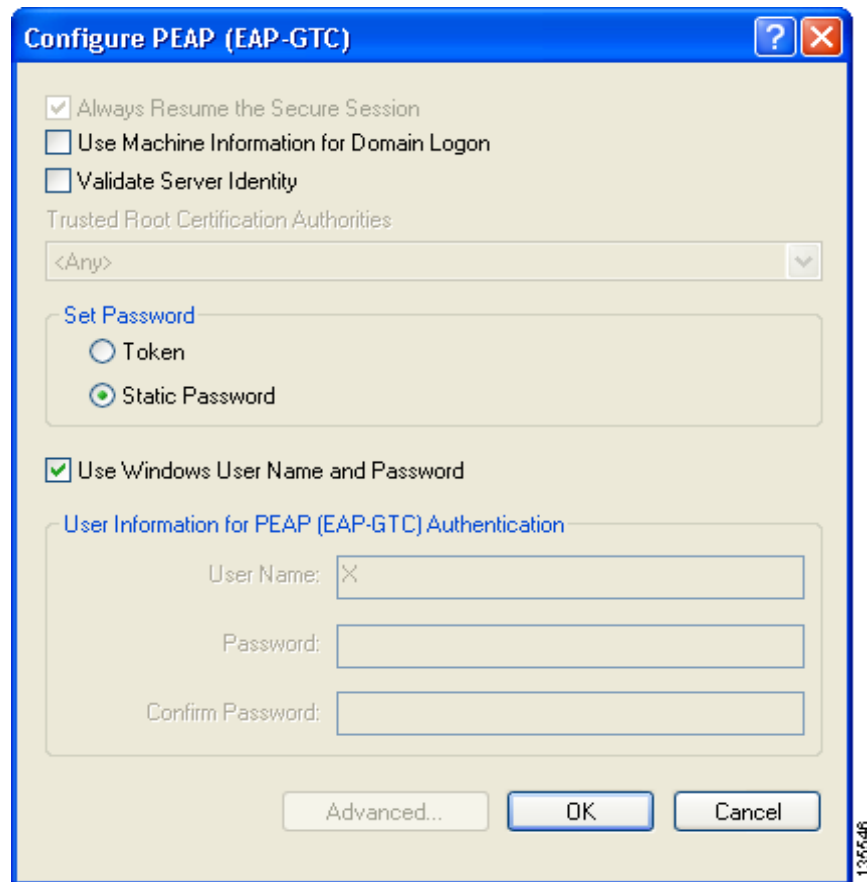 Configure PEAP (EAP-GTC)
Always Resume the Secure Session
Use Machine Information for Domain Logon
Validate Server Identity
Trusted Root Certification Authorities
<Any>
Set Password
Token
Static Password
Use Windows User Name and Password
User Information for PEAP (EAP-GTC) Authentication
User Name: X
Password:
Confirm Password:
Advanced... OK Cancel
135546